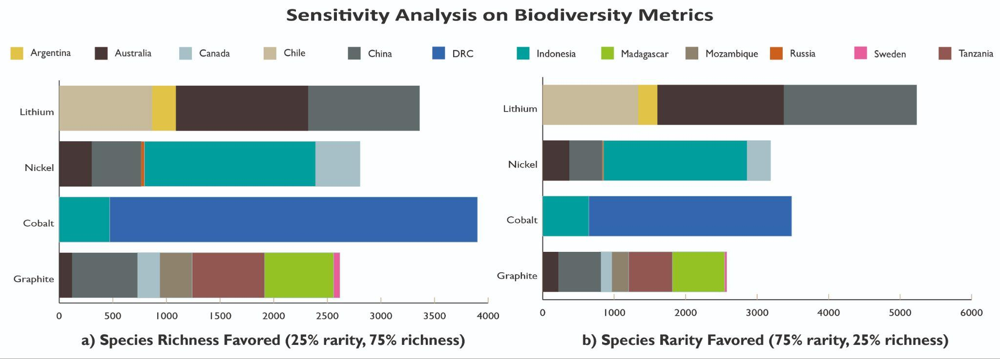 Sensitivity Analysis on Biodiversity Metrics
Argentina Australia Canada Chile China DRC Indonesia Madagascar Mozambique Russia Sweden Tanzania
Lithium
Nickel
Cobalt
Graphite
0 500 1000 1500 2000 2500 3000 3500 4000
a) Species Richness Favored (25% rarity, 75% richness)
Lithium
Nickel
Cobalt
Graphite
0 1000 2000 3000 4000 5000 6000
b) Species Rarity Favored (75% rarity, 25% richness)